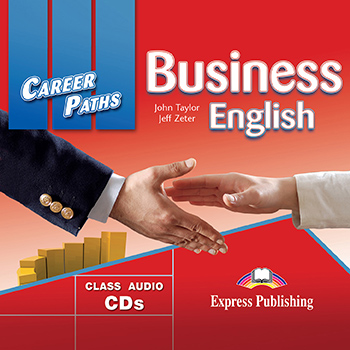 CAREER
PATHS
Business
English
John Taylor
Jeff Zeter
CLASS AUDIO
CDs
Express Publishing